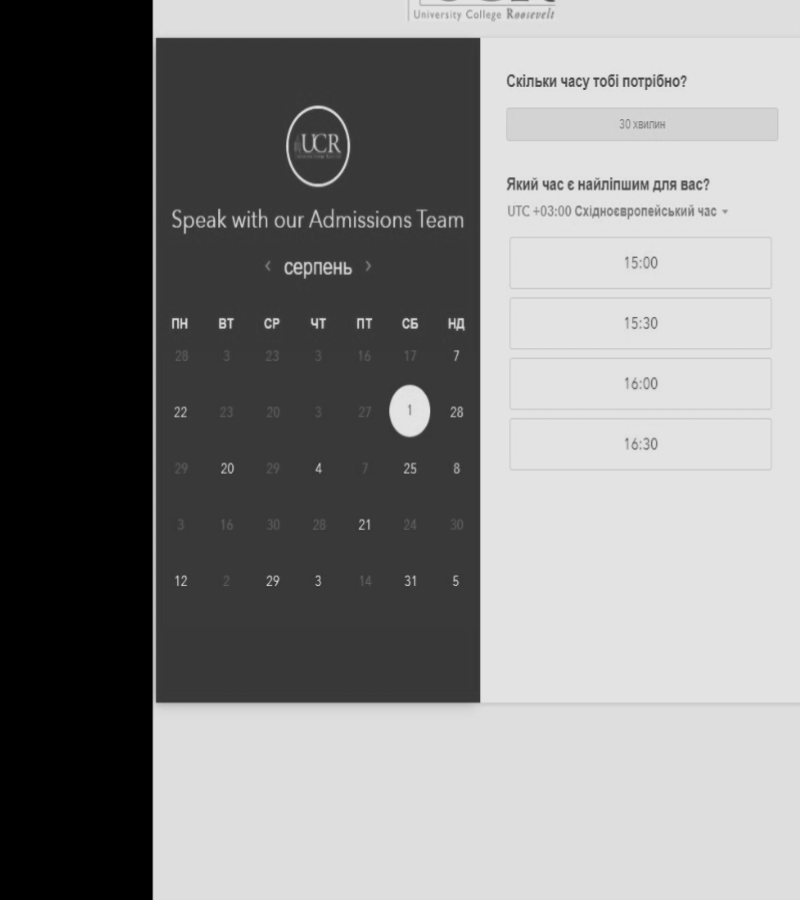 University College Roosevelt
UCR
Speak with our Admissions Team
‹ серпень ›
ПН ВТ СР ЧТ ПТ СБ НД
28 3 23 3 16 17 7
22 23 20 3 27 1 28
29 20 29 4 7 25 8
3 16 30 28 21 24 30
12 2 29 3 14 31 5
Скільки часу тобі потрібно?
30 хвилин
Який час є найліпшим для вас?
UTC +03:00 Східноєвропейський час
15:00
15:30
16:00
16:30